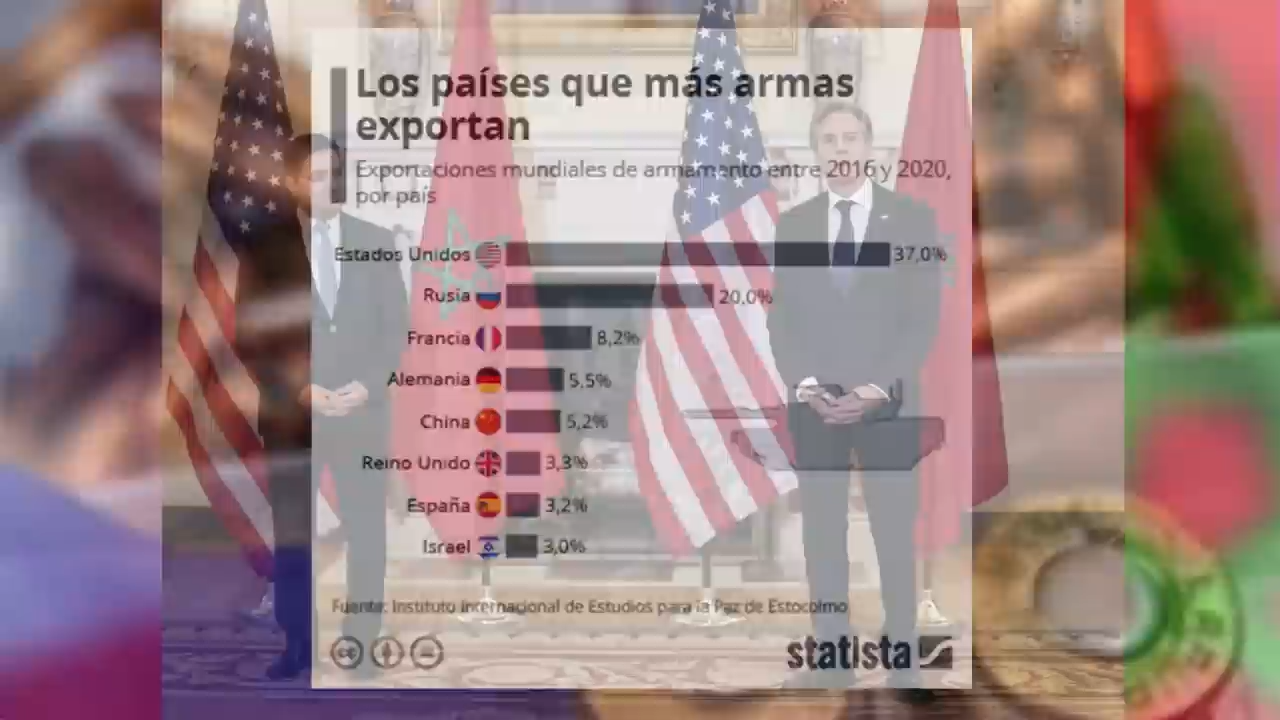 Los países que más armas
exportan
Exportaciones mundiales de armamento entre 2016 y 2020,
por país
Estados Unidos 37,0%
Rusia 20,0%
Francia 8,2%
Alemania 5,5%
China 5,2%
Reino Unido 3,3%
España 3,2%
Israel 3,0%
Fuente: Instituto Internacional de Estudios para la Paz de Estocolmo
statista